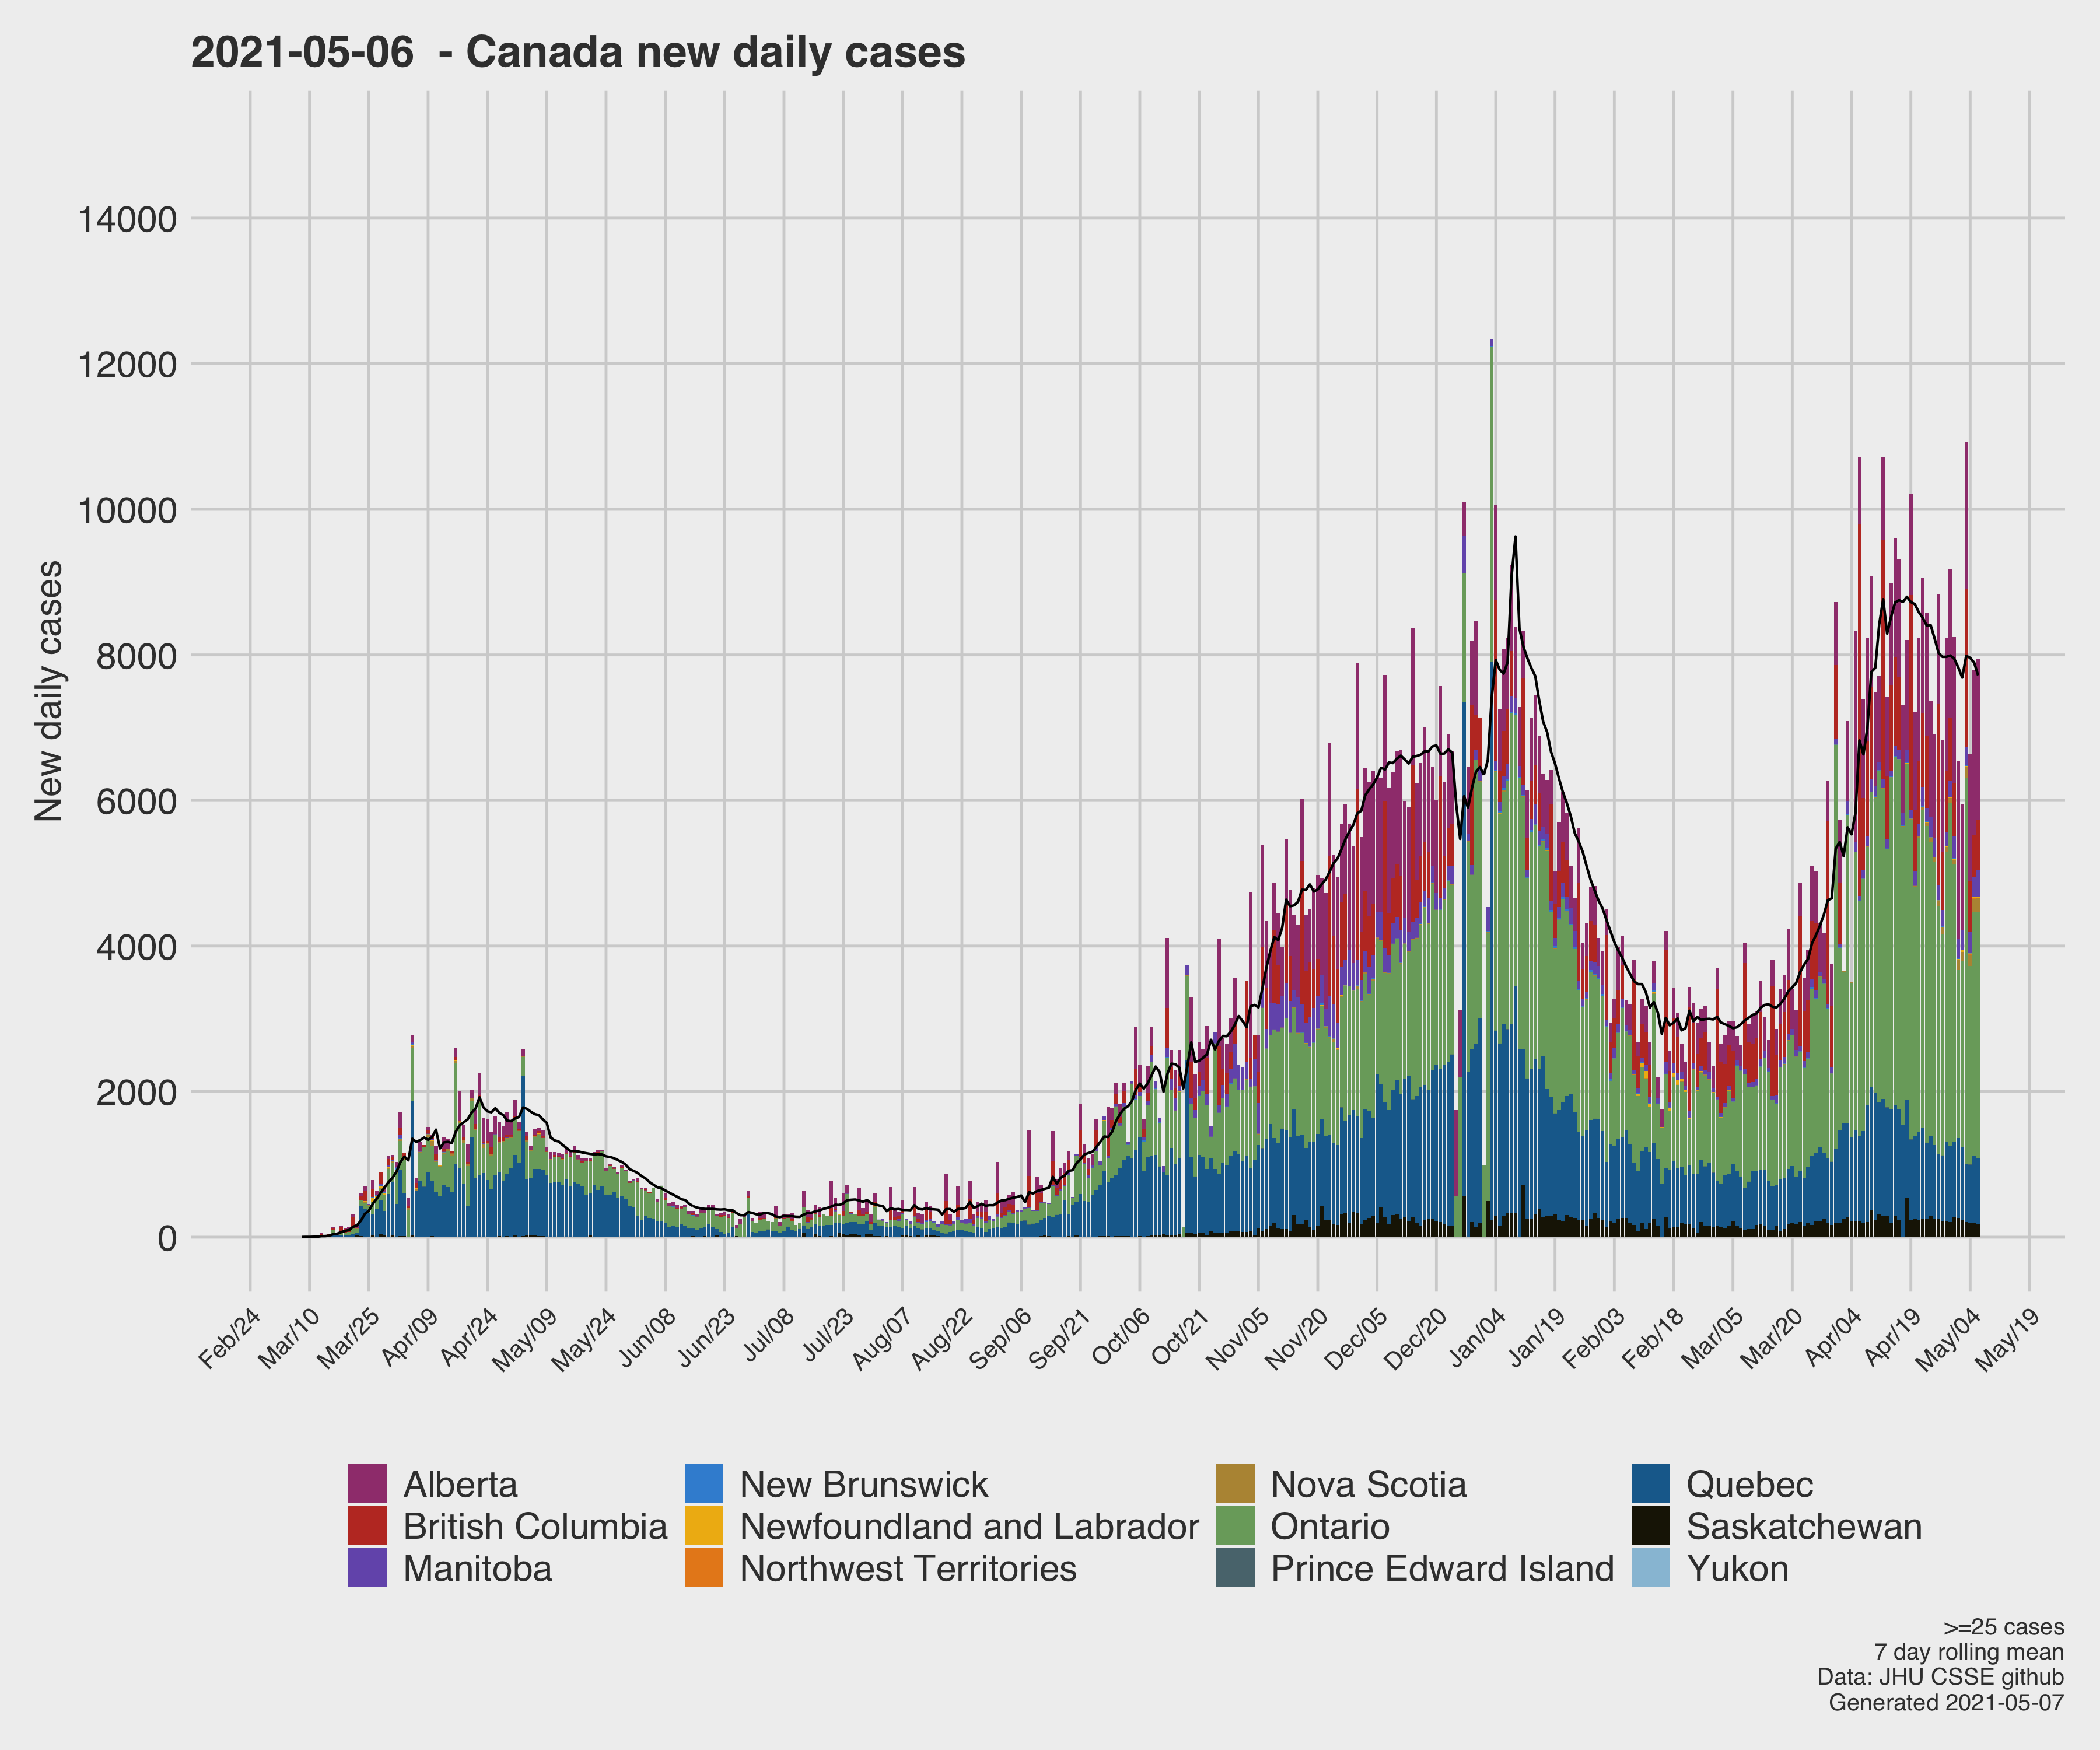 2021-05-06  - Canada new daily cases
New daily cases
14000
12000
10000
8000
6000
4000
2000
0
Feb/24
Mar/10
Mar/25
Apr/09
Apr/24
May/09
May/24
Jun/08
Jun/23
Jul/08
Jul/23
Aug/07
Aug/22
Sep/06
Sep/21
Oct/06
Oct/21
Nov/05
Nov/20
Dec/05
Dec/20
Jan/04
Jan/19
Feb/03
Feb/18
Mar/05
Mar/20
Apr/04
Apr/19
May/04
May/19
Alberta
British Columbia
Manitoba
New Brunswick
Newfoundland and Labrador
Northwest Territories
Nova Scotia
Ontario
Prince Edward Island
Quebec
Saskatchewan
Yukon
>=25 cases
7 day rolling mean
Data: JHU CSSE github
Generated 2021-05-07